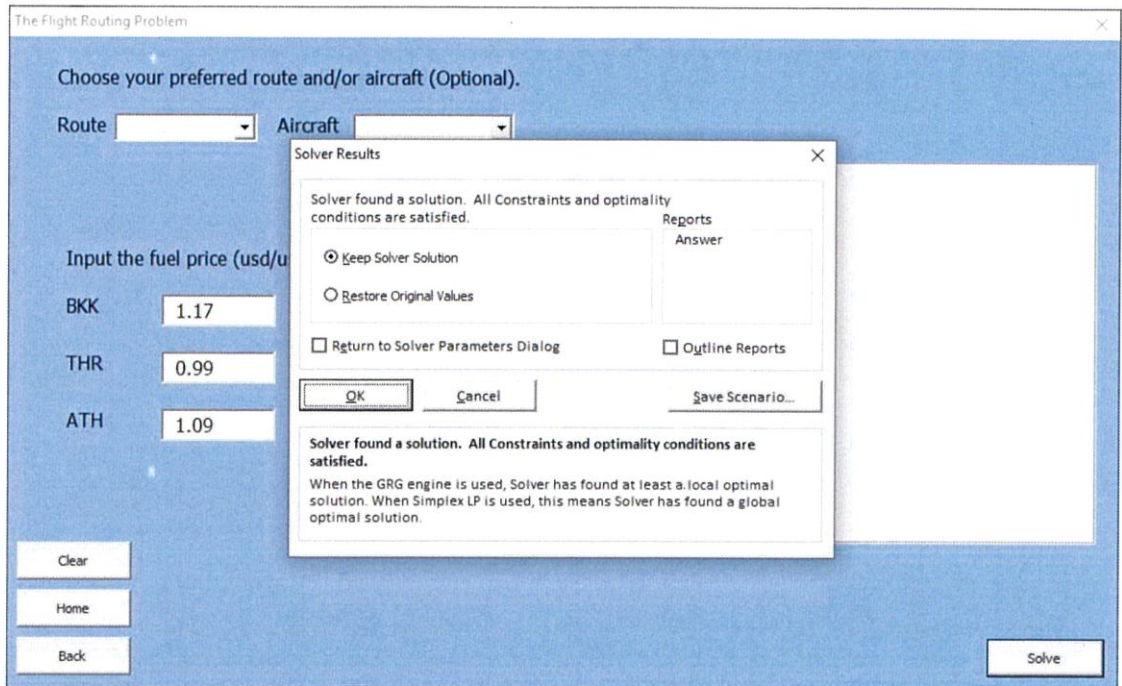 The Flight Routing Problem
Choose your preferred route and/or aircraft (Optional).
Route Aircraft
Solver Results
Solver found a solution. All Constraints and optimality
conditions are satisfied.
Reports
Answer
Keep Solver Solution
Restore Original Values
Input the fuel price (usd/u
BKK 1.17
Return to Solver Parameters Dialog
Outline Reports
THR 0.99
OK Cancel Save Scenario...
ATH 1.09
Solver found a solution. All Constraints and optimality conditions are
satisfied.
When the GRG engine is used, Solver has found at least a local optimal
solution. When Simplex LP is used, this means Solver has found a global
optimal solution.
Clear
Home
Back
Solve